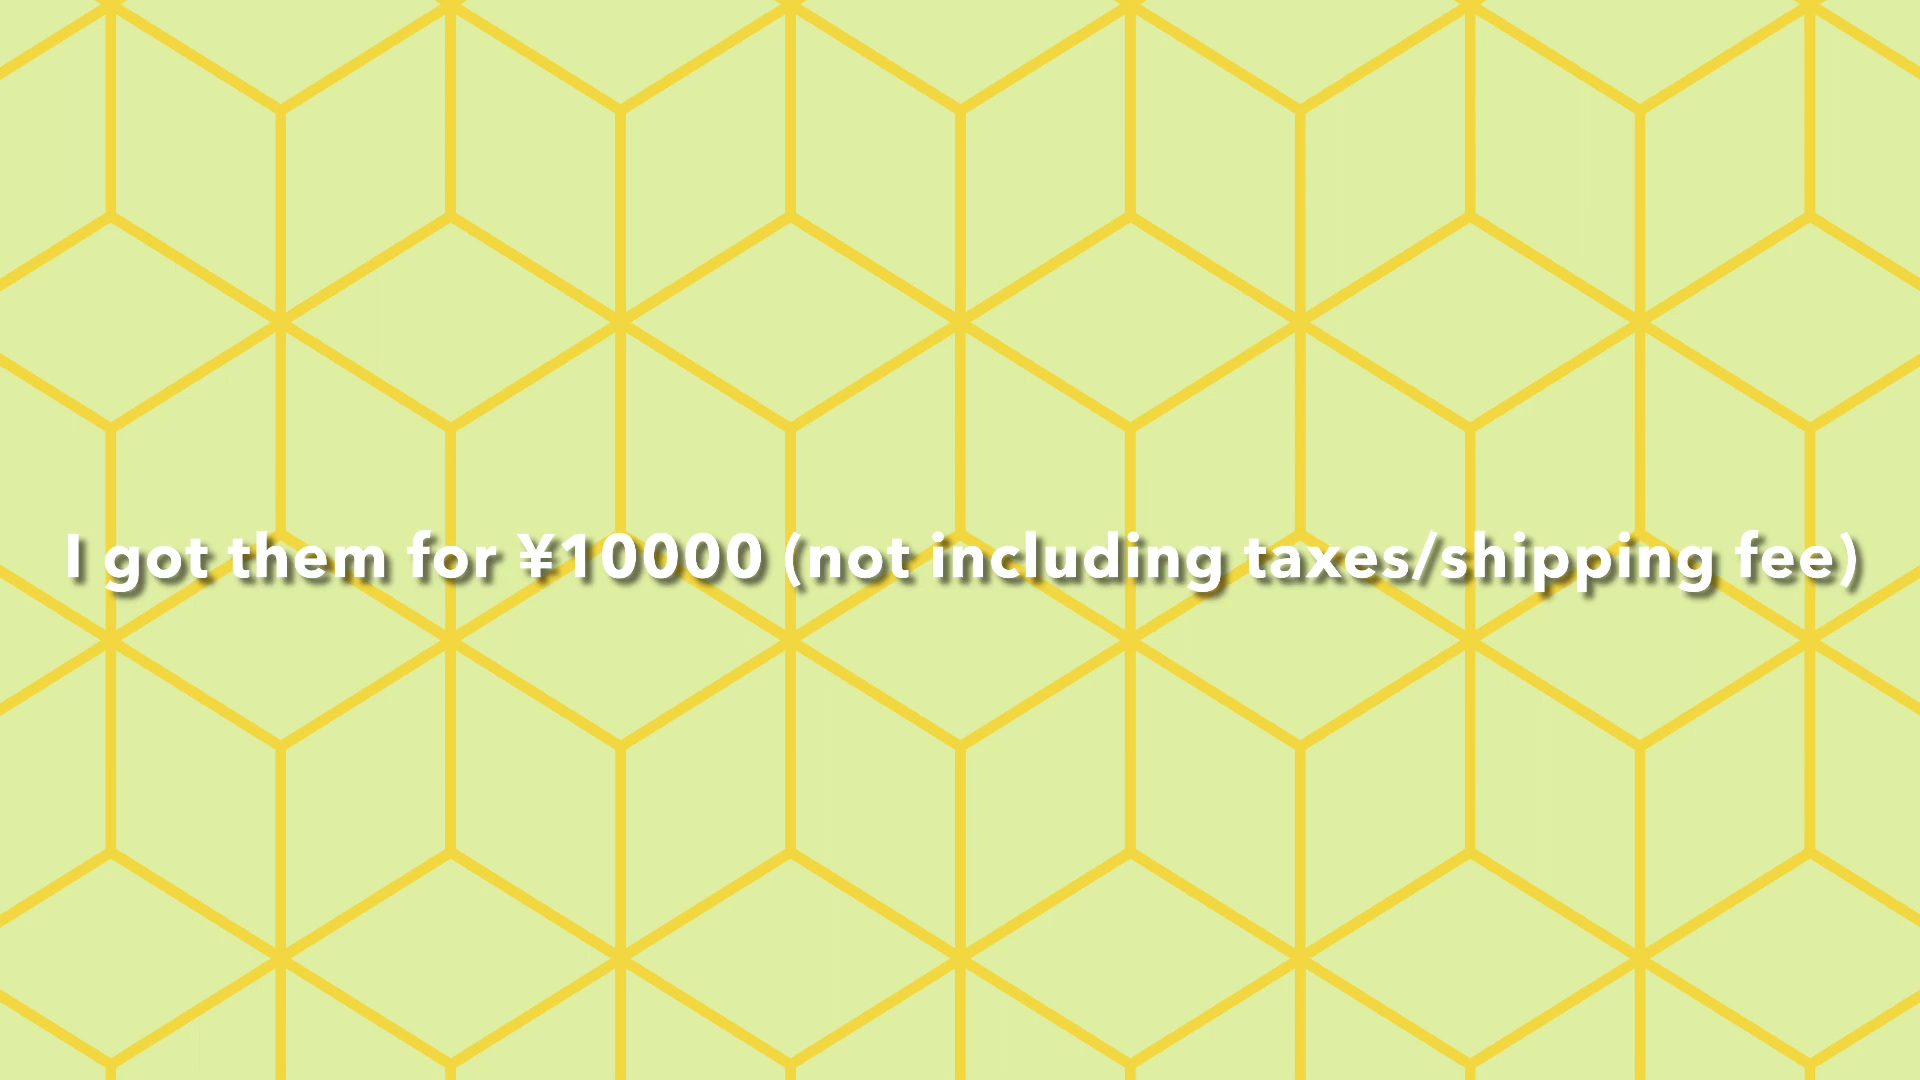 I got them for ¥10000 (not including taxes/shipping fee)